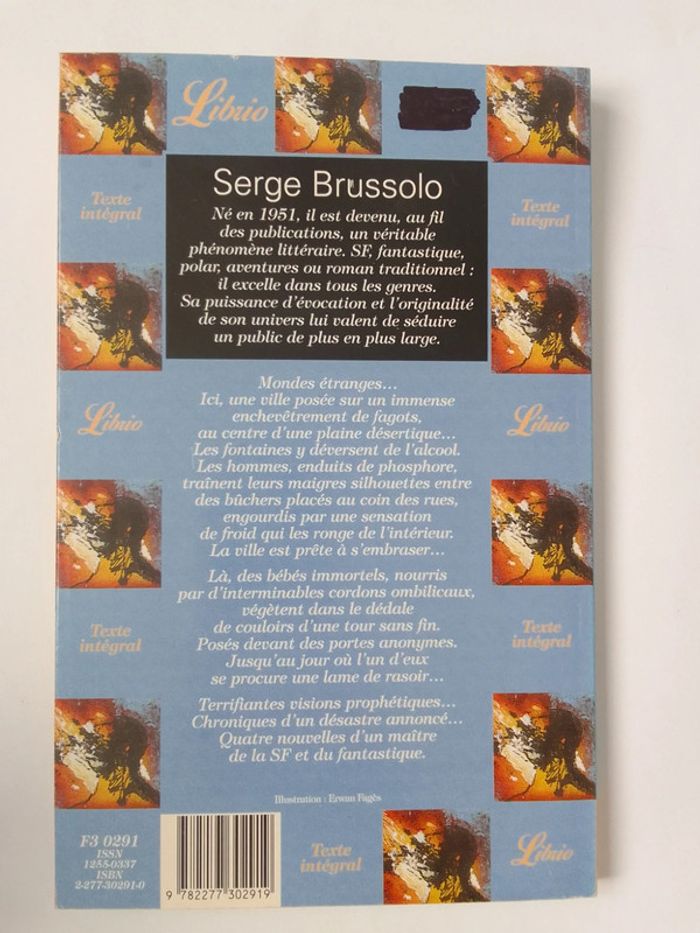 Librio
Serge Brussolo
Né en 1951, il est devenu, au fil
des publications, un véritable
phénomène littéraire. SF, fantastique,
polar, aventures ou roman traditionnel :
il excelle dans tous les genres.
Sa puissance d'évocation et l'originalité
de son univers lui valent de séduire
un public de plus en plus large.
Texte
intégral
Texte
intégral
Mondes étranges...
Ici, une ville posée sur un immense
enchevêtrement de fagots,
au centre d'une plaine désertique...
Les fontaines y déversent de l'alcool.
Les hommes, enduits de phosphore,
traînent leurs maigres silhouettes entre
des bûchers placés au coin des rues,
engourdis par une sensation
de froid qui les ronge de l'intérieur.
La ville est prête à s'embraser...
Librio
Librio
Là, des bébés immortels, nourris
par d'interminables cordons ombilicaux,
végètent dans le dédale
de couloirs d'une tour sans fin.
Posés devant des portes anonymes.
Jusqu'au jour où l'un d'eux
se procure une lame de rasoir...
Texte
intégral
Texte
intégral
Terrifiantes visions prophétiques...
Chroniques d'un désastre annoncé...
Quatre nouvelles d'un maître
de la SF et du fantastique.
Illustration : Erwan Fagès
F3 0291
ISSN
1255-0337
ISBN
2-277-30291-0
9 782277 302919
Texte
intégral
Librio